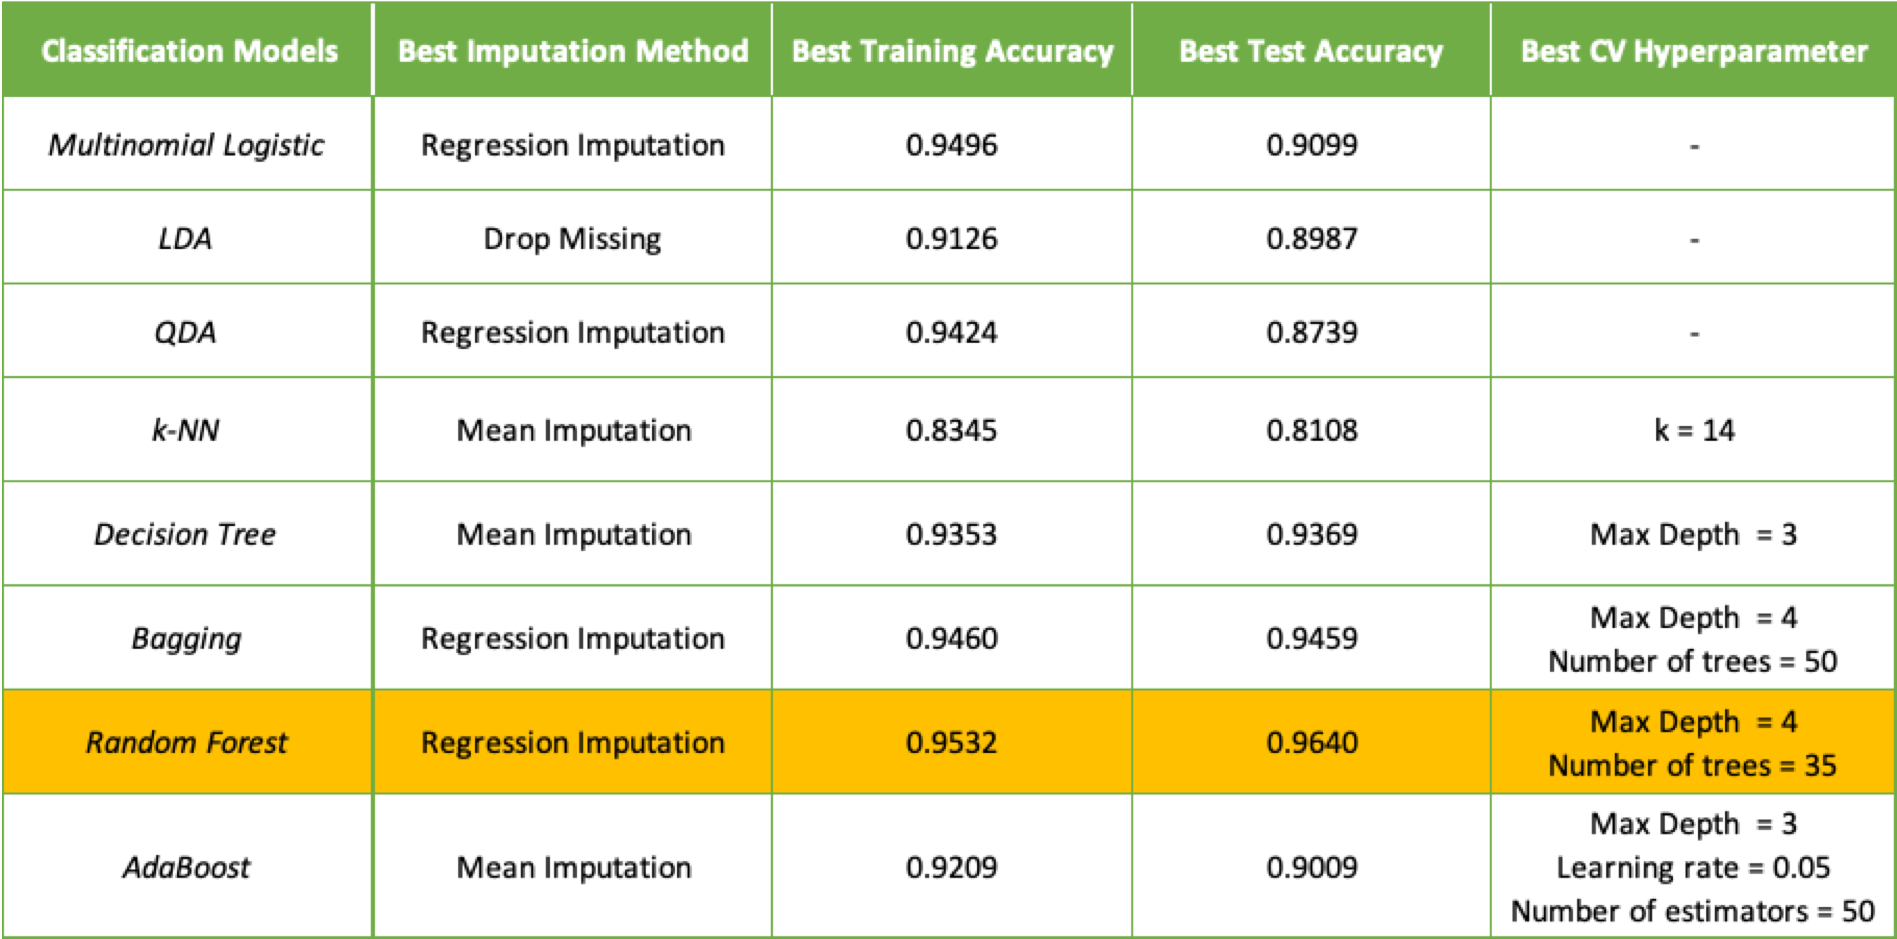 Classification Models Best Imputation Method Best Training Accuracy Best Test Accuracy Best CV Hyperparameter
Multinomial Logistic Regression Imputation 0.9496 0.9099 -
LDA Drop Missing 0.9126 0.8987 -
QDA Regression Imputation 0.9424 0.8739 -
k-NN Mean Imputation 0.8345 0.8108 k = 14
Decision Tree Mean Imputation 0.9353 0.9369 Max Depth = 3
Bagging Regression Imputation 0.9460 0.9459 Max Depth = 4
Number of trees = 50
Random Forest Regression Imputation 0.9532 0.9640 Max Depth = 4
Number of trees = 35
AdaBoost Mean Imputation 0.9209 0.9009 Max Depth = 3
Learning rate = 0.05
Number of estimators = 50